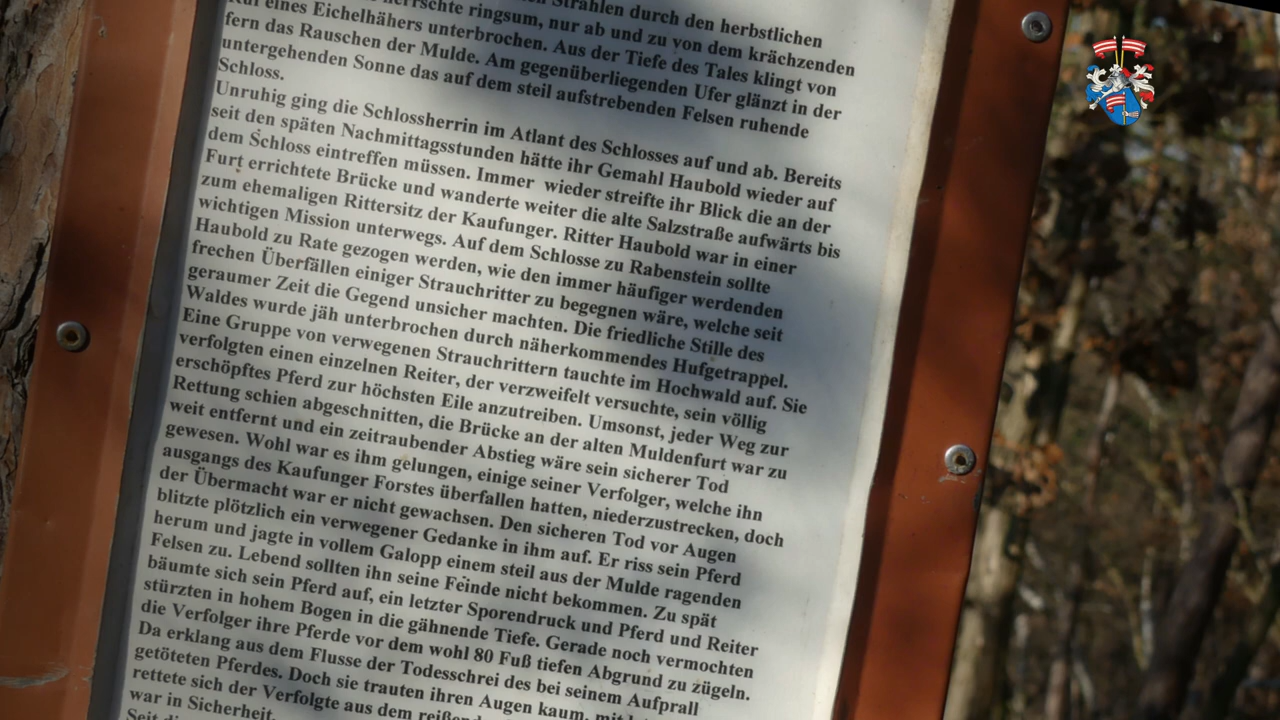 Strahlen durch den herbstlichen
herrschte ringsum, nur ab und zu von dem krächzenden
eines Eichelhähers unterbrochen. Aus der Tiefe des Tales klingt von
fern das Rauschen der Mulde. Am gegenüberliegenden Ufer glänzt in der
untergehenden Sonne das auf dem steil aufstrebenden Felsen ruhende
Schloss.
Unruhig ging die Schlossherrin im Atlant des Schlosses auf und ab. Bereits
seit den späten Nachmittagsstunden hätte ihr Gemahl Haubold wieder auf
dem Schloss eintreffen müssen. Immer wieder streifte ihr Blick die an der
Furt errichtete Brücke und wanderte weiter die alte Salzstraße aufwärts bis
zum ehemaligen Rittersitz der Kaufunger. Ritter Haubold war in einer
wichtigen Mission unterwegs. Auf dem Schlosse zu Rabenstein sollte
Haubold zu Rate gezogen werden, wie den immer häufiger werdenden
frechen Überfällen einiger Strauchritter zu begegnen wäre, welche seit
geraumer Zeit die Gegend unsicher machten. Die friedliche Stille des
Waldes wurde jäh unterbrochen durch näherkommendes Hufgetrappel.
Eine Gruppe von verwegenen Strauchrittern tauchte im Hochwald auf. Sie
verfolgten einen einzelnen Reiter, der verzweifelt versuchte, sein völlig
erschöpftes Pferd zur höchsten Eile anzutreiben. Umsonst, jeder Weg zur
Rettung schien abgeschnitten, die Brücke an der alten Muldenfurt war zu
weit entfernt und ein zeitraubender Abstieg wäre sein sicherer Tod
gewesen. Wohl war es ihm gelungen, einige seiner Verfolger, welche ihn
ausgangs des Kaufunger Forstes überfallen hatten, niederzustrecken, doch
der Übermacht war er nicht gewachsen. Den sicheren Tod vor Augen
blitzte plötzlich ein verwegener Gedanke in ihm auf. Er riss sein Pferd
herum und jagte in vollem Galopp einem steil aus der Mulde ragenden
Felsen zu. Lebend sollten ihn seine Feinde nicht bekommen. Zu spät
bäumte sich sein Pferd auf, ein letzter Sporendruck und Pferd und Reiter
stürzten in hohem Bogen in die gähnende Tiefe. Gerade noch vermochten
die Verfolger ihre Pferde vor dem wohl 80 Fuß tiefen Abgrund zu zügeln.
Da erklang aus dem Flusse der Todesschrei des bei seinem Aufprall
getöteten Pferdes. Doch sie trauten ihren Augen kaum, mit
rettete sich der Verfolgte aus dem
war in Sicherheit.
Seit